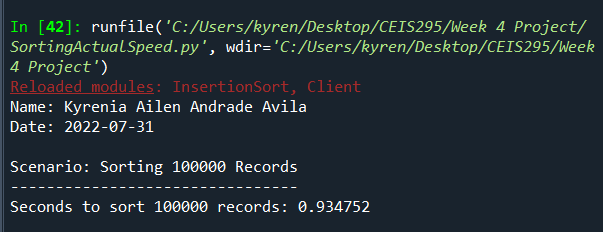 In [42]: runfile('C:/Users/kyren/Desktop/CEIS295/Week 4 Project/
SortingActualSpeed.py', wdir='C:/Users/kyren/Desktop/CEIS295/Week
4 Project')
Reloaded modules: InsertionSort, Client
Name: Kyrenia Ailen Andrade Avila
Date: 2022-07-31
Scenario: Sorting 100000 Records
--------------------------------
Seconds to sort 100000 records: 0.934752